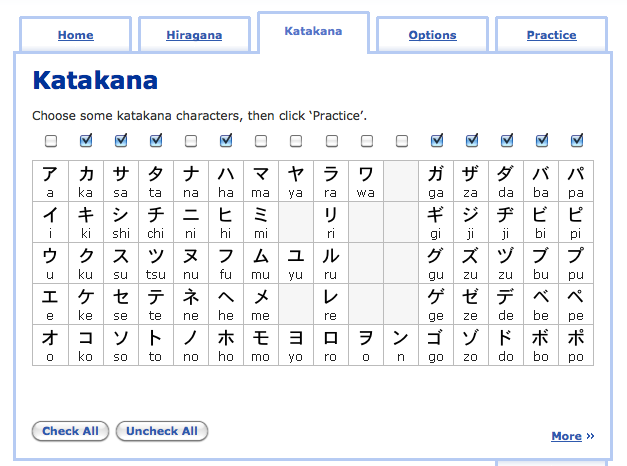 Home Hiragana Katakana Options Practice
Katakana
Choose some katakana characters, then click ‘Practice’.
ア カ サ タ ナ ハ マ ヤ ラ ワ ガ ザ ダ バ パ
a ka sa ta na ha ma ya ra wa ga za da ba pa
イ キ シ チ ニ ヒ ミ リ ギ ジ ヂ ビ ピ
i ki shi chi ni hi mi ri gi ji ji bi pi
ウ ク ス ツ ヌ フ ム ユ ル グ ズ ヅ ブ プ
u ku su tsu nu fu mu yu ru gu zu zu bu pu
エ ケ セ テ ネ ヘ メ レ ゲ ゼ デ ベ ペ
e ke se te ne he me re ge ze de be pe
オ コ ソ ト ノ ホ モ ヨ ロ ヲ ン ゴ ゾ ド ボ ポ
o ko so to no ho mo yo ro o n go zo do bo po
Check All Uncheck All
More ››